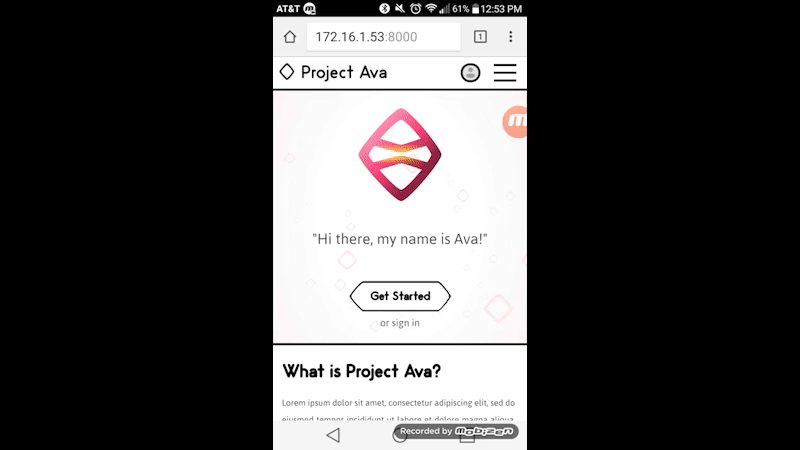 AT&T 61% 12:53 PM
172.16.1.53:8000 1
Project Ava
"Hi there, my name is Ava!"
Get Started
or sign in
What is Project Ava?
Lorem ipsum dolor sit amet, consectetur adipiscing elit, sed do
eiusmod tempor incididunt ut labore et dolore magna aliqua.
Recorded by mobizen